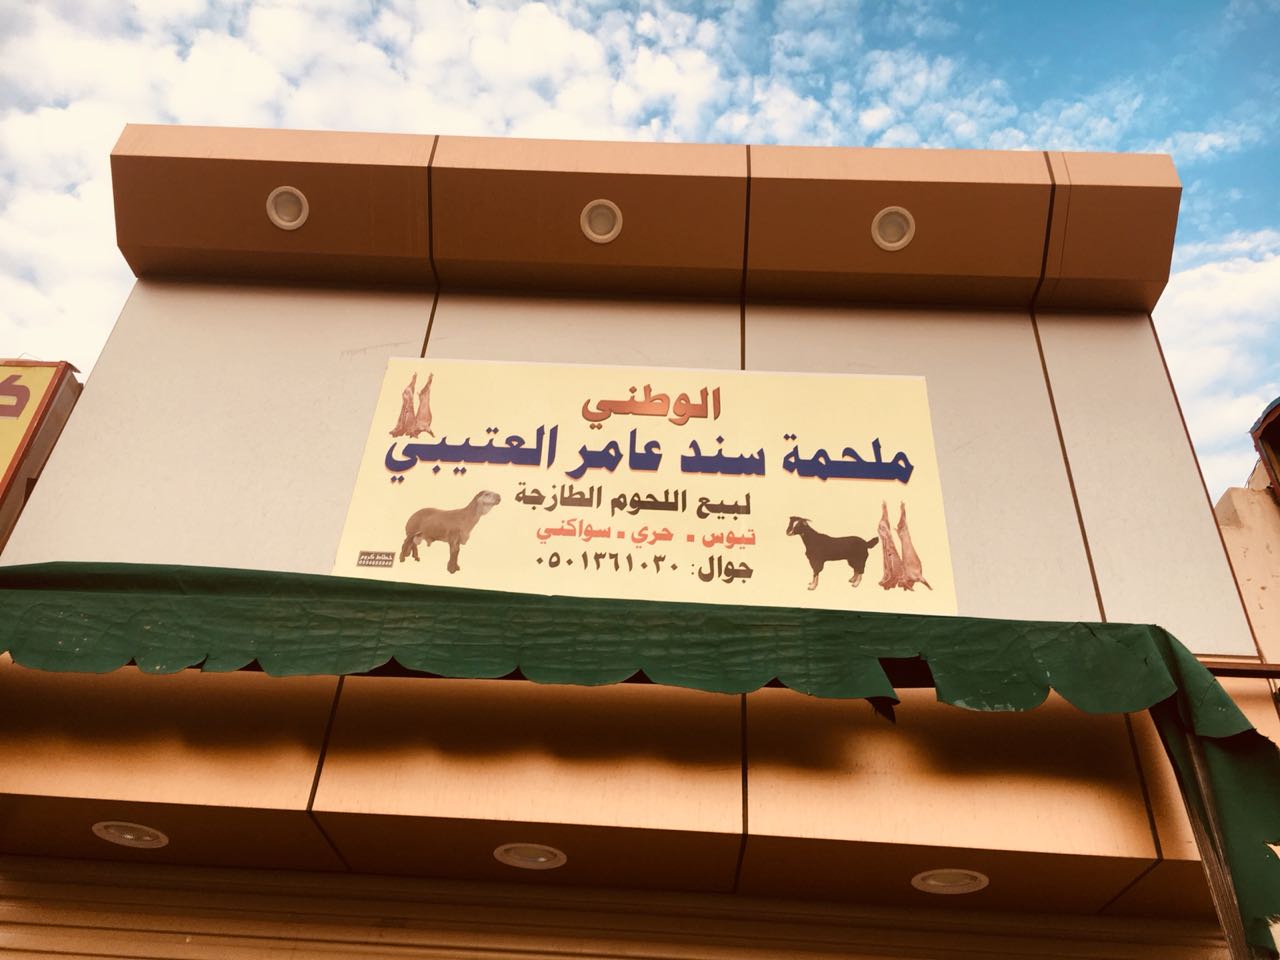 الوطني
ملحمة سند عامر العتيبي
لبيع اللحوم الطازجة
تيوس - حري - سواكني
جوال: ٠٥٠١٣٦١٠٣٠